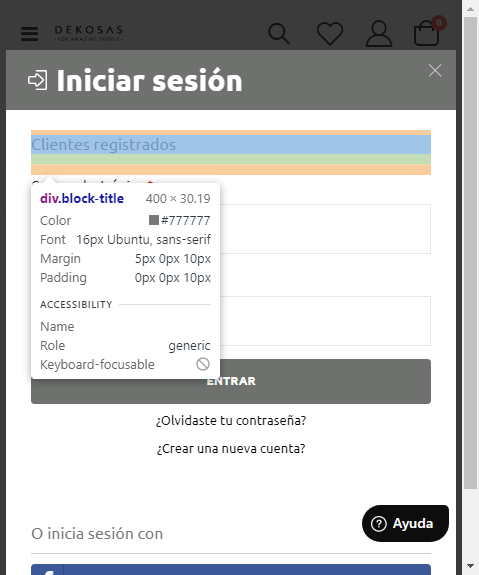 DEKOSAS
•FOR AMAZING PEOPLE•
0
Iniciar sesión
Clientes registrados
div.block-title 400 × 30.19
Color #777777
Font 16px Ubuntu, sans-serif
Margin 5px 0px 10px
Padding 0px 0px 10px
ACCESSIBILITY
Name
Role generic
Keyboard-focusable
ENTRAR
¿Olvidaste tu contraseña?
¿Crear una nueva cuenta?
Ayuda
O inicia sesión con